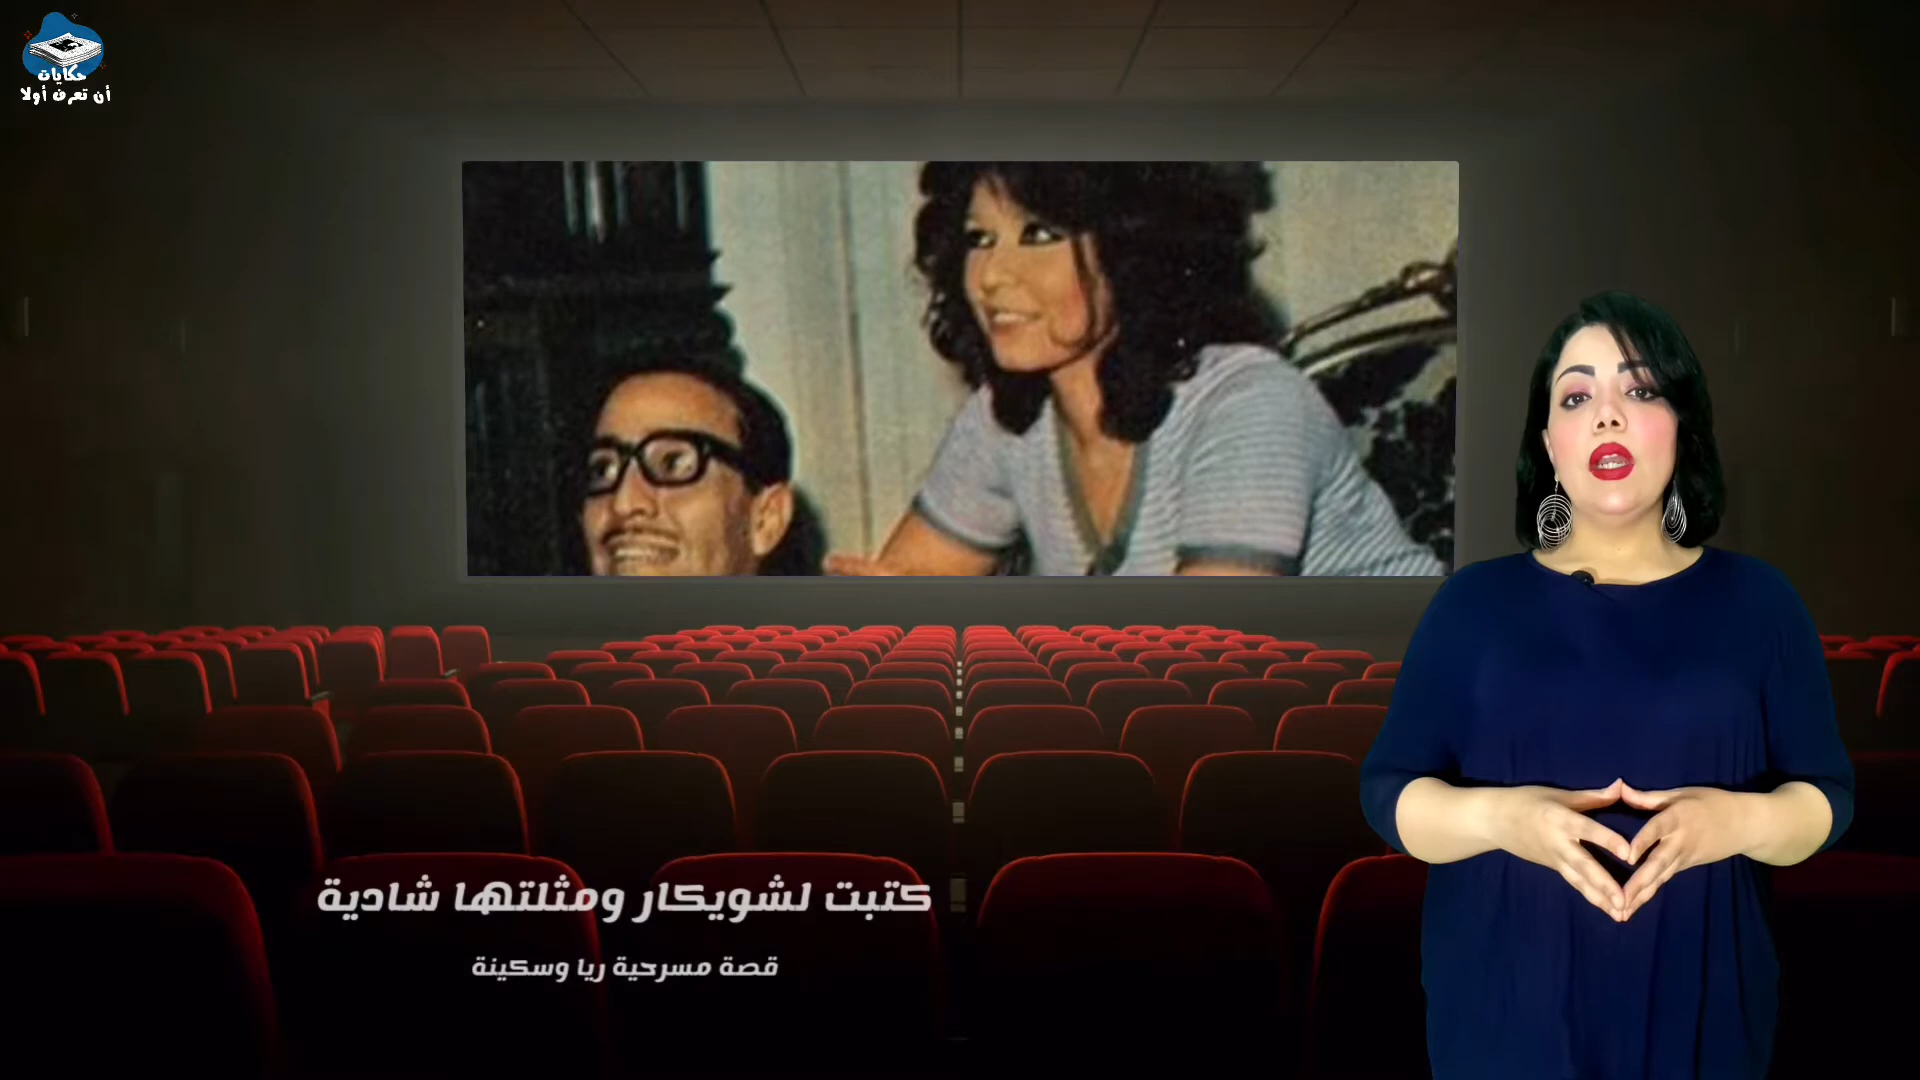 حكايات
أن تعرف أولا
كتبت لشويكار ومثلتها شادية
قصة مسرحية ريا وسكينة